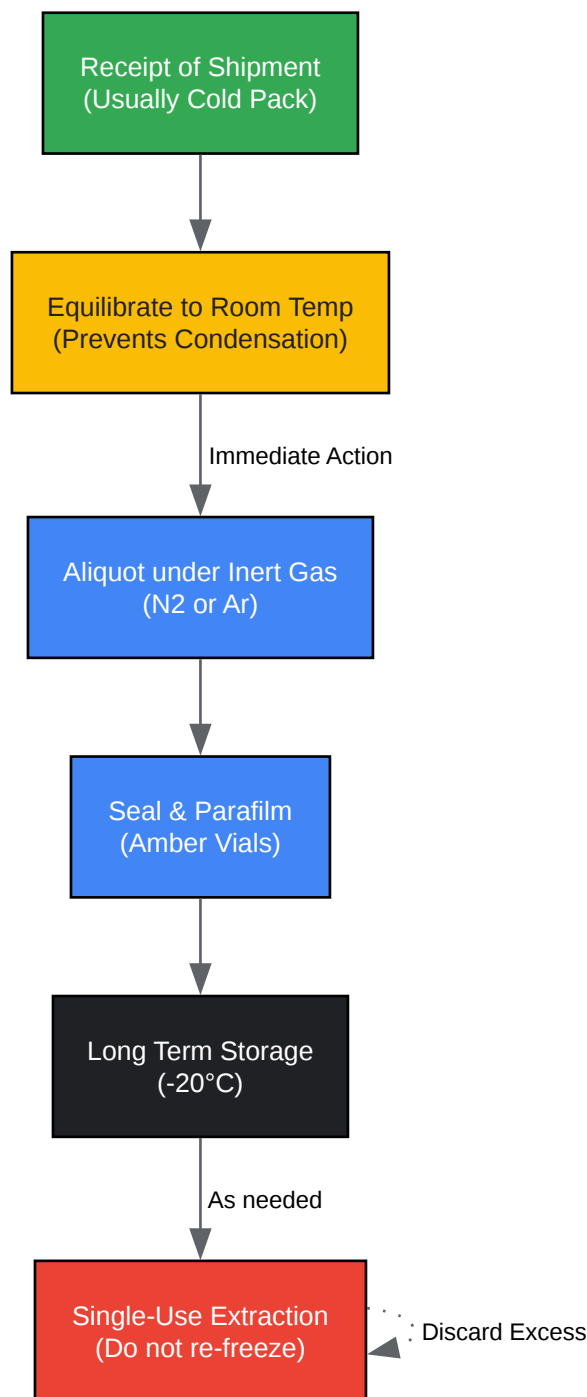 Receipt of Shipment
(Usually Cold Pack)
Equilibrate to Room Temp
(Prevents Condensation)
Immediate Action
Aliquot under Inert Gas
(N2 or Ar)
Seal & Parafilm
(Amber Vials)
Long Term Storage
(-20°C)
As needed
Single-Use Extraction
(Do not re-freeze)
Discard Excess